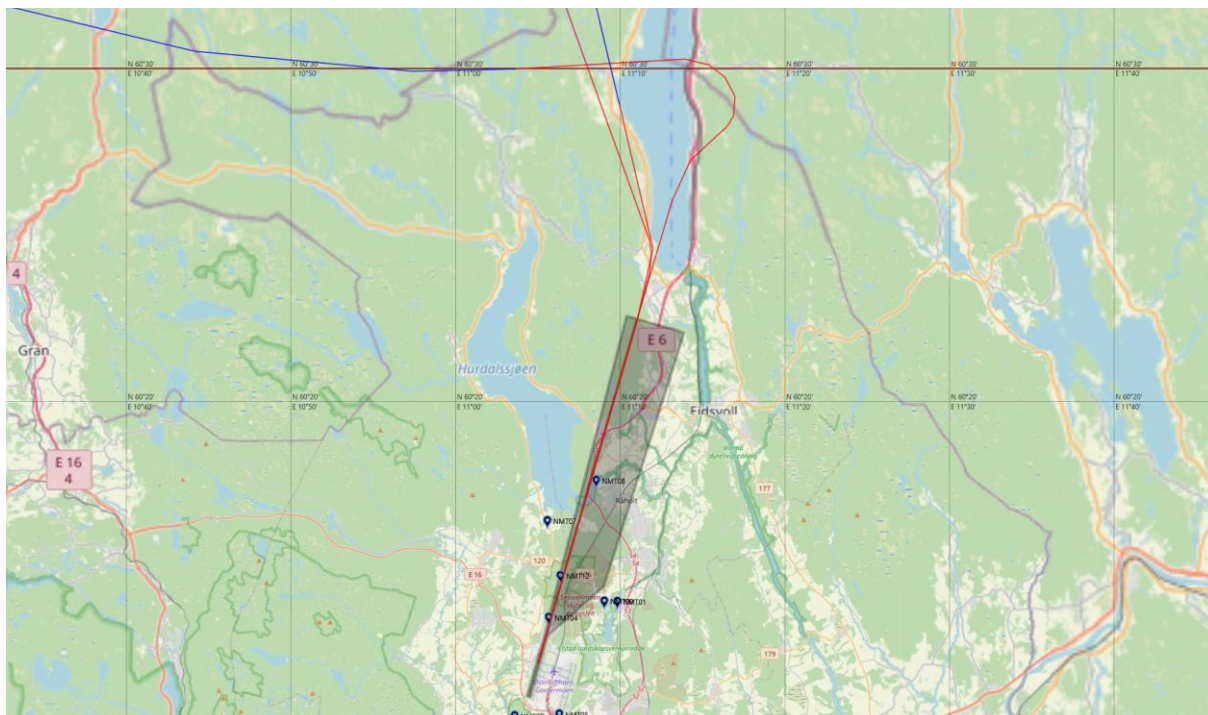 N 60°30' N 60°30' N 60°30' N 60°30' N 60°30' N 60°30' N 60°30'
E 10°40' E 10°50' E 11°00' E 11°10' E 11°20' E 11°30' E 11°40'
4
E 6
Gran
Hurdalssjøen
N 60°20' N 60°20' N 60°20' N 60°20' N 60°20' N 60°20' N 60°20'
E 10°40' E 10°50' E 11°00' E 11°10' E 11°20' E 11°30' E 11°40'
Eidsvoll
E 16
4
NMT08
177
Råholt
NMT07
120
E 16
NMT01
NMT04
179
Gardermoen
NMT05